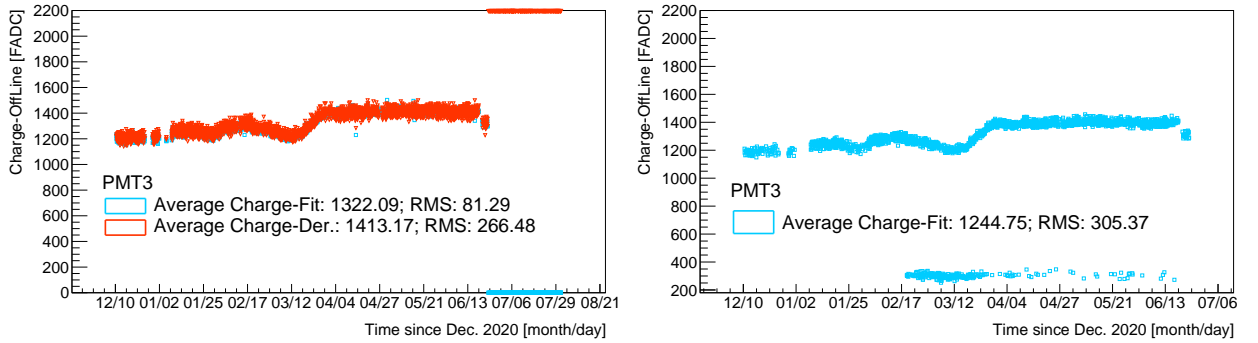 Charge-OffLine [FADC]
2200
2000
1800
1600
1400
1200
1000
800
600
400
200
0
PMT3
Average Charge-Fit: 1322.09; RMS: 81.29
Average Charge-Der.: 1413.17; RMS: 266.48
12/10 01/02 01/25 02/17 03/12 04/04 04/27 05/21 06/13 07/06 07/29 08/21
Time since Dec. 2020 [month/day]
Charge-OffLine [FADC]
2200
2000
1800
1600
1400
1200
1000
800
600
400
200
PMT3
Average Charge-Fit: 1244.75; RMS: 305.37
12/10 01/02 01/25 02/17 03/12 04/04 04/27 05/21 06/13 07/06
Time since Dec. 2020 [month/day]